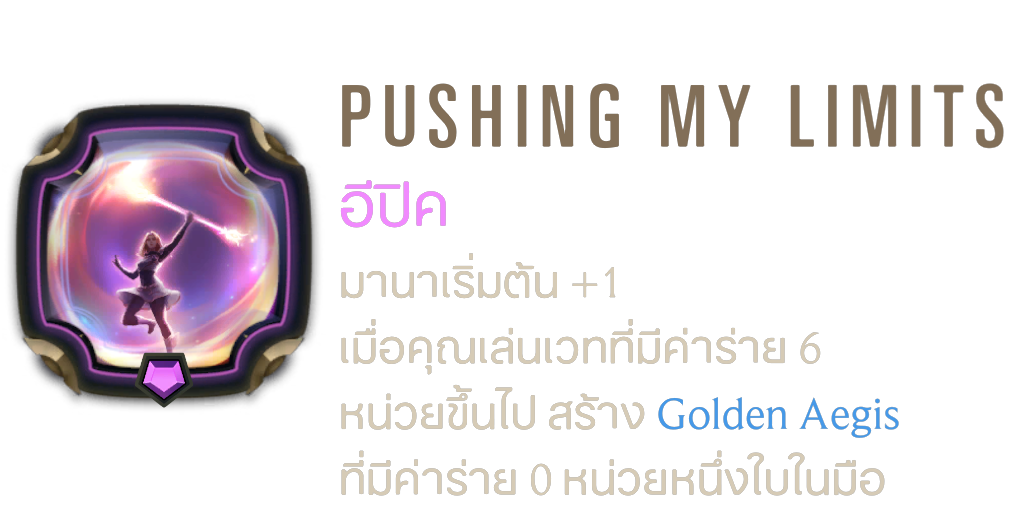 PUSHING MY LIMITS
อีปิค
มานาเริ่มต้น +1
เมื่อคุณเล่นเวทที่มีค่าร่าย 6
หน่วยขึ้นไป สร้าง Golden Aegis
ที่มีค่าร่าย 0 หน่วยหนึ่งใบในมือ